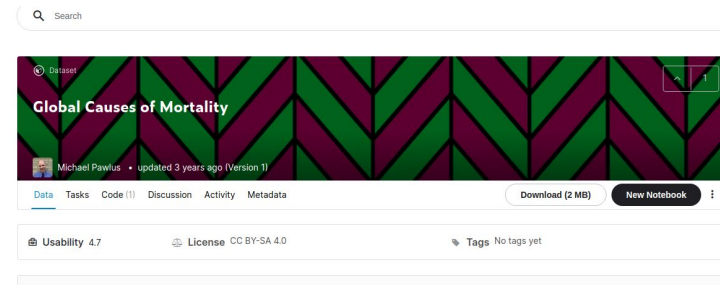 Search
Dataset
1
Global Causes of Mortality
Michael Pawlus • updated 3 years ago (Version 1)
Data Tasks Code (1) Discussion Activity Metadata Download (2 MB) New Notebook
Usability 4.7 License CC BY-SA 4.0 Tags No tags yet